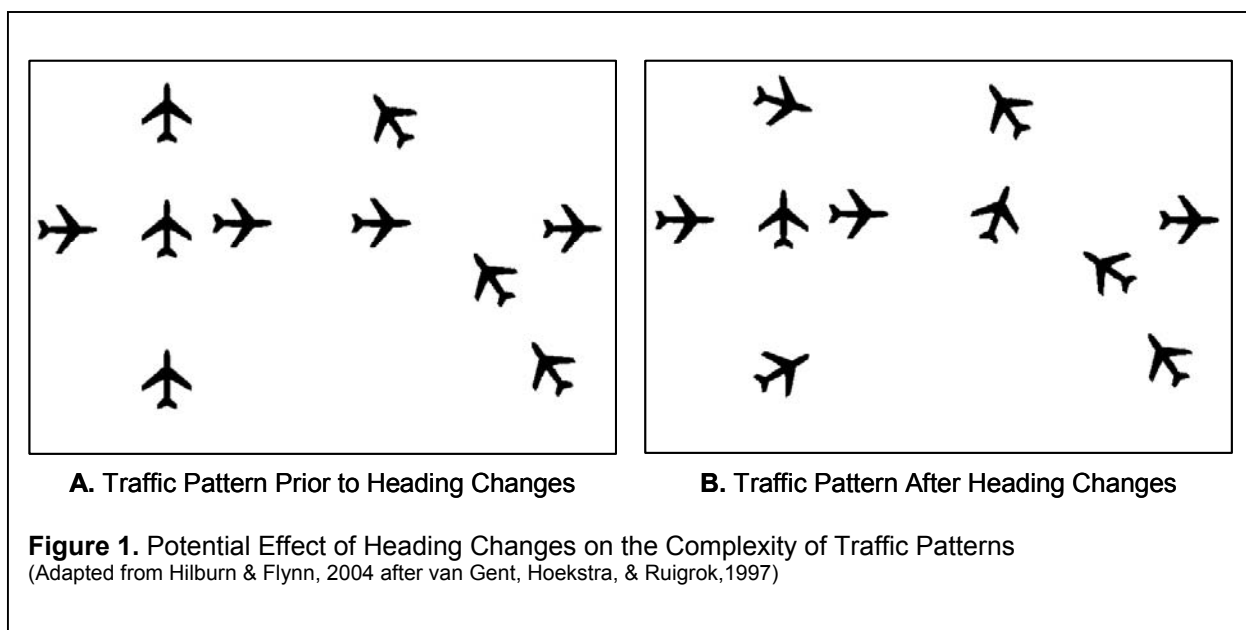 A. Traffic Pattern Prior to Heading Changes
B. Traffic Pattern After Heading Changes
Figure 1. Potential Effect of Heading Changes on the Complexity of Traffic Patterns
(Adapted from Hilburn & Flynn, 2004 after van Gent, Hoekstra, & Ruigrok,1997)